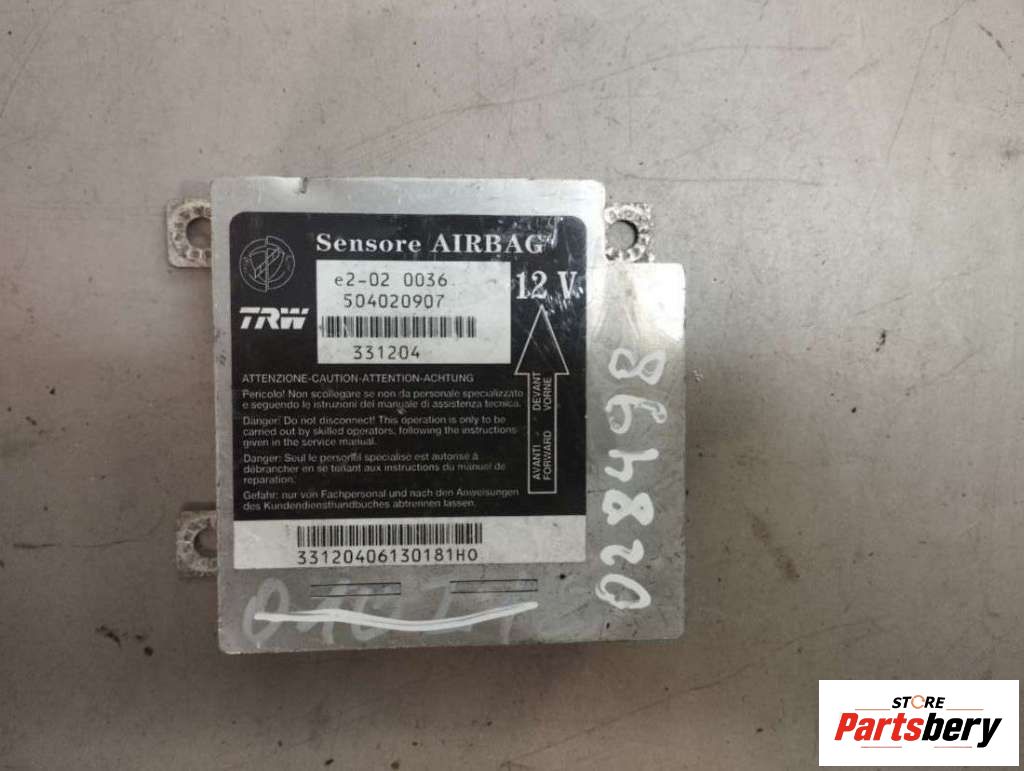 Sensore AIRBAG
e2-02 0036
504020907
12 V
TRW
331204
ATTENZIONE-CAUTION-ATTENTION-ACHTUNG
Pericolo! Non scollegare se non da personale specializzato
e seguendo le istruzioni del manuale di assistenza tecnica.
Danger: Do not disconnect! This operation is only to be
carried out by skilled operators, following the instructions
given in the service manual.
Danger: Seul le personel spécialisé est autorisé à
débrancher en se tenant aux instructions du manuel de
reparation.
Gefahr: nur von Fachpersonal und nach den Anweisungen
des Kundendiensthandbuches abtrennen lassen.
AVANTI DEVANT
FORWARD VORNE
33120406130181H0
028498
STORE
Partsbery